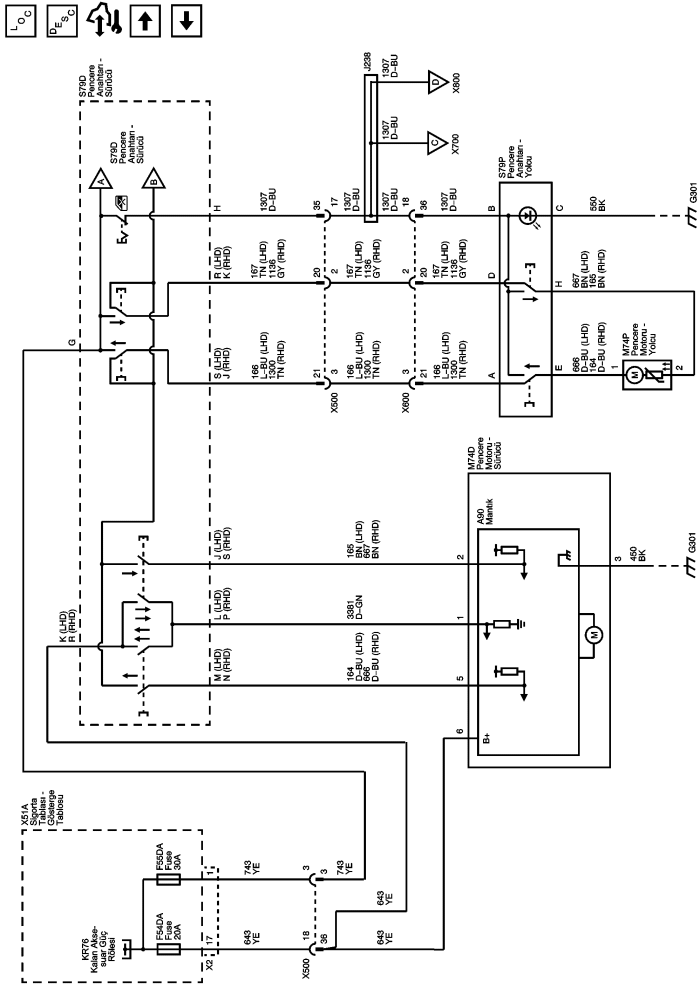 LOC
DESC
S79D
Pencere
Anahtarı -
Sürücü
S79D
Pencere
Anahtarı -
Sürücü
A
B
J238
1307
D-BU
D
X800
1307
D-BU
C
X700
S79P
Pencere
Anahtarı -
Yolcu
H
1307
D-BU
35
17
1307
D-BU
1307
D-BU
18
36
1307
D-BU
B
C
550
BK
G301
R (LHD)
K (RHD)
167
TN (LHD)
1136
GY (RHD)
20
2
167
TN (LHD)
1136
GY (RHD)
2
20
167
TN (LHD)
1136
GY (RHD)
D
H
667
BN (LHD)
165
BN (RHD)
G
S (LHD)
J (RHD)
166
L-BU (LHD)
1300
TN (RHD)
21
3
X500
166
L-BU (LHD)
1300
TN (RHD)
3
21
X600
166
L-BU (LHD)
1300
TN (RHD)
A
E
666
D-BU (LHD)
164
D-BU (RHD)
M74P
Pencere
Motoru -
Yolcu
1
M
2
M74D
Pencere
Motoru -
Sürücü
A90
Mantık
J (LHD)
S (RHD)
165
BN (LHD)
667
BN (RHD)
2
3
450
BK
G301
K (LHD)
R (RHD)
L (LHD)
P (RHD)
3381
D-GN
1
M
M (LHD)
N (RHD)
164
D-BU (LHD)
666
D-BU (RHD)
5
6
B+
X51A
Sigorta
Tablası -
Gösterge
Tablosu
F55DA
Fuse
30A
1
743
YE
3
3
743
YE
KR76
Kalan Akse-
suar Güç
Rölesi
F54DA
Fuse
20A
17
X2
643
YE
18
36
X500
643
YE
643
YE